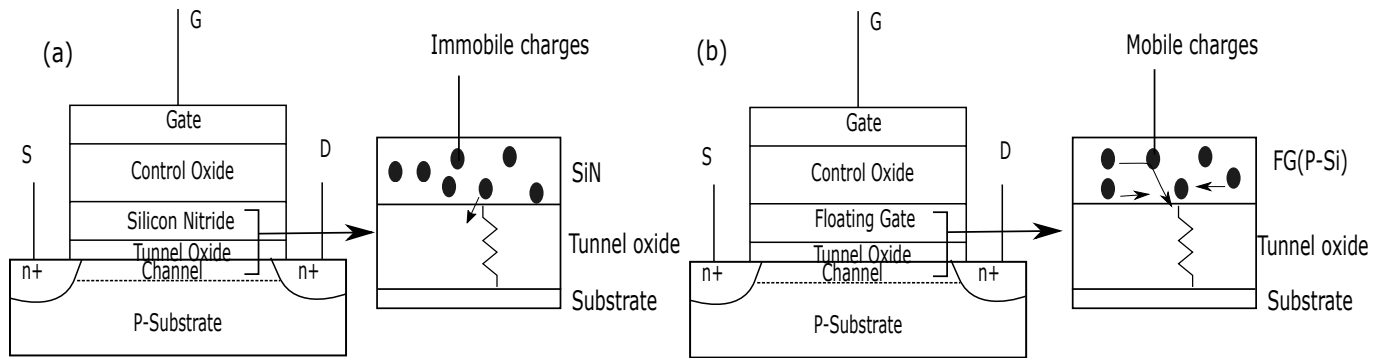 (a)
G
Immobile charges
Gate
S
D
Control Oxide
SiN
Silicon Nitride
Tunnel Oxide
Tunnel oxide
n+
Channel
n+
Substrate
P-Substrate
(b)
G
Mobile charges
Gate
S
D
Control Oxide
FG(P-Si)
Floating Gate
Tunnel Oxide
Tunnel oxide
n+
Channel
n+
Substrate
P-Substrate